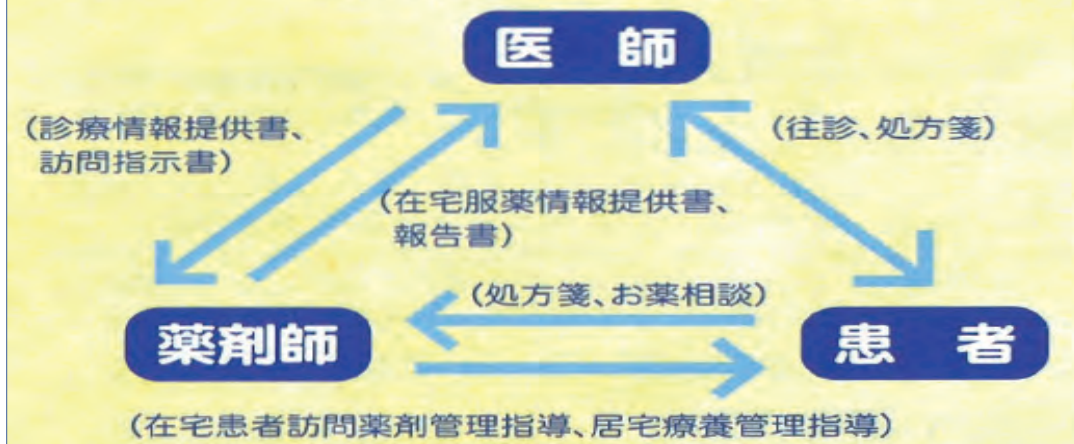 医 師
(診療情報提供書、
訪問指示書)
(往診、処方箋)
(在宅服薬情報提供書、
報告書)
(処方箋、お薬相談)
薬剤師
患 者
(在宅患者訪問薬剤管理指導、居宅療養管理指導)